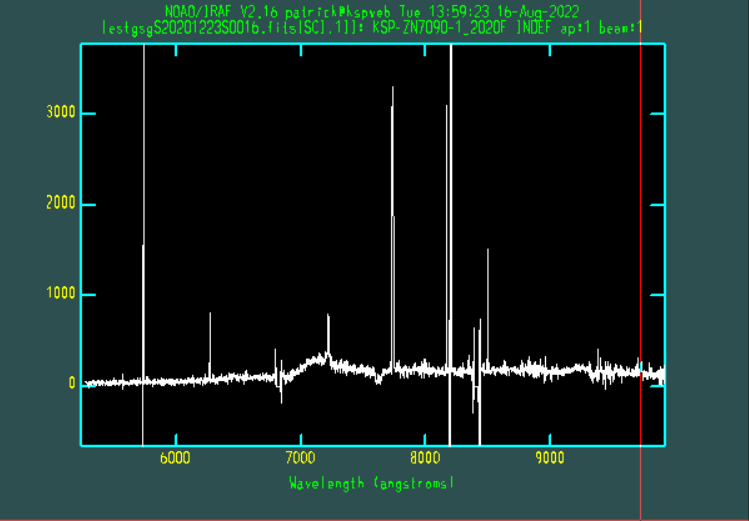 NOAO/IRAF V2.16 patrick@kspveb Tue 13:59:23 16-Aug-2022
[estgsgS20201223S0016.fits[SCI,1]]: KSP-ZN7090-1_2020F INDEF ap:1 beam:1
3000
2000
1000
0
6000 7000 8000 9000
Wavelength (angstroms)